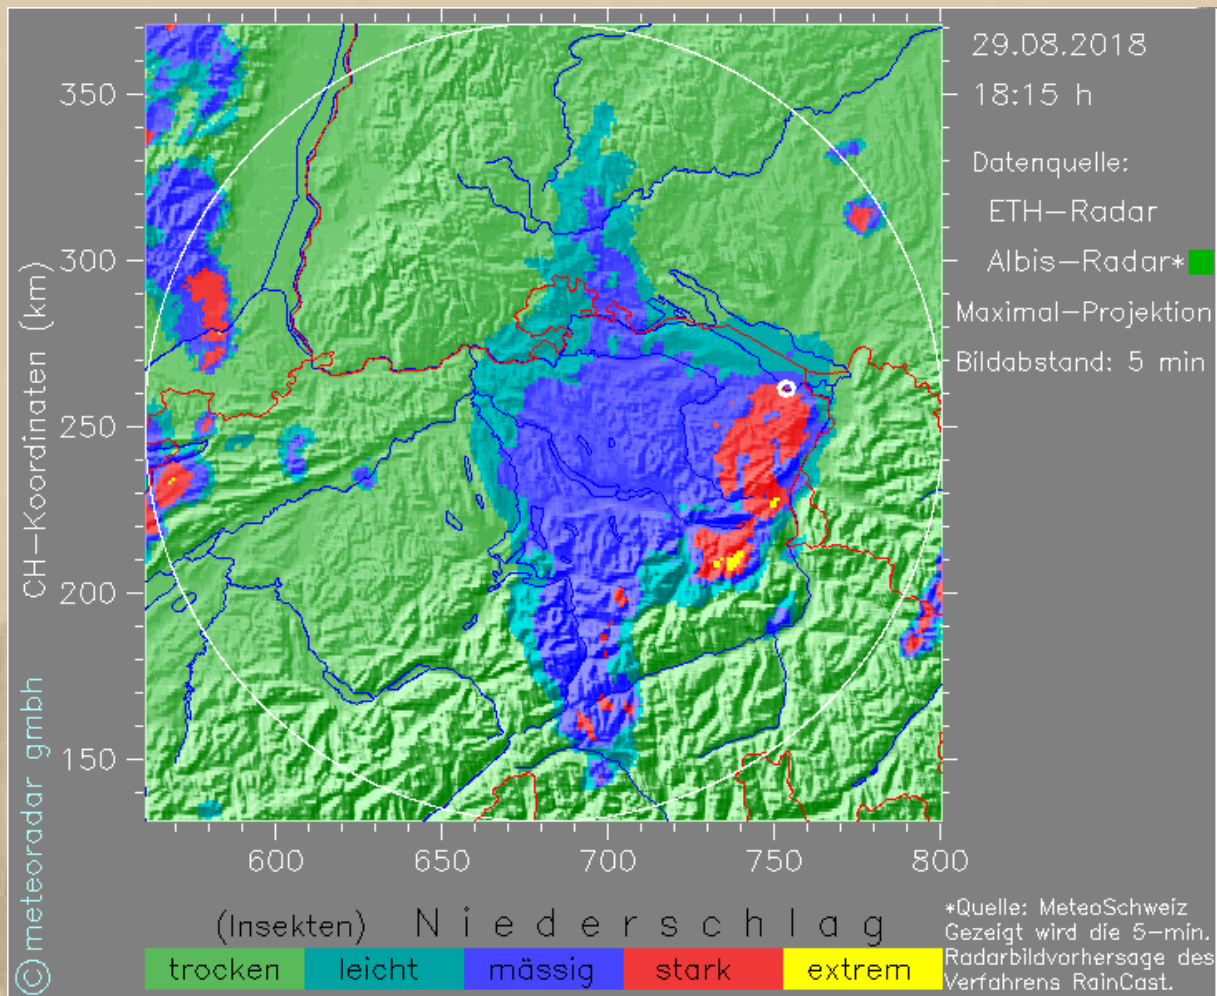 29.08.2018
18:15 h
Datenquelle:
ETH-Radar
Albis-Radar*
Maximal-Projektion
Bildabstand: 5 min
CH-Koordinaten (km)
350
300
250
200
150
600
650
700
750
800
© meteoradar gmbh
(Insekten) Niederschlag
trocken
leicht
mässig
stark
extrem
*Quelle: MeteoSchweiz
Gezeigt wird die 5-min.
Radarbildvorhersage des
Verfahrens RainCast.